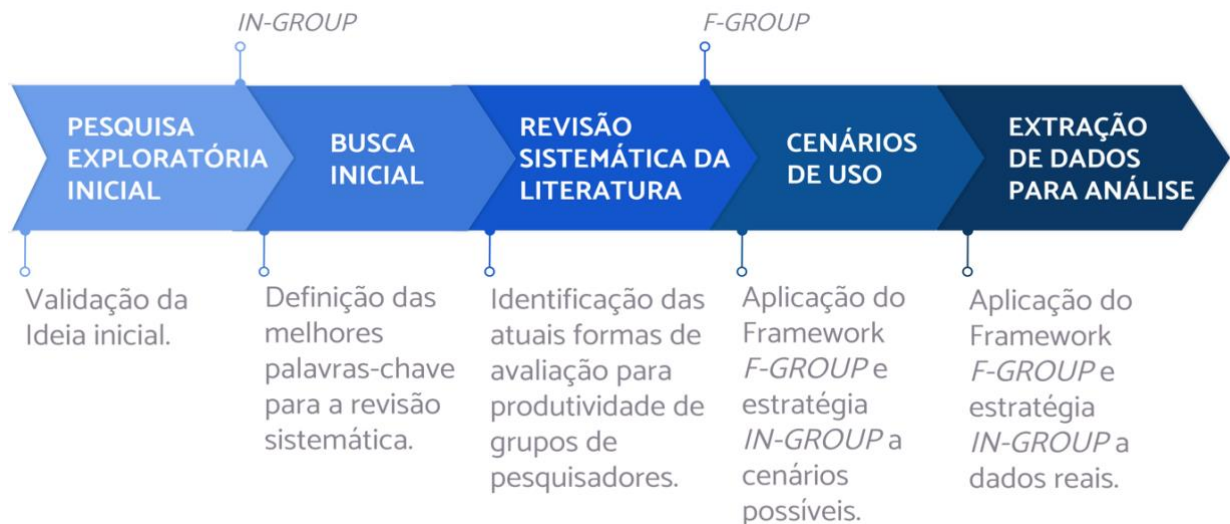 IN-GROUP
F-GROUP
PESQUISA
EXPLORATÓRIA
INICIAL
BUSCA
INICIAL
REVISÃO
SISTEMÁTICA DA
LITERATURA
CENÁRIOS
DE USO
EXTRAÇÃO
DE DADOS
PARA ANÁLISE
Validação da
Ideia inicial.
Definição das
melhores
palavras-chave
para a revisão
sistemática.
Identificação das
atuais formas de
avaliação para
produtividade de
grupos de
pesquisadores.
Aplicação do
Framework
F-GROUP e
estratégia
IN-GROUP a
cenários
possíveis.
Aplicação do
Framework
F-GROUP e
estratégia
IN-GROUP a
dados reais.